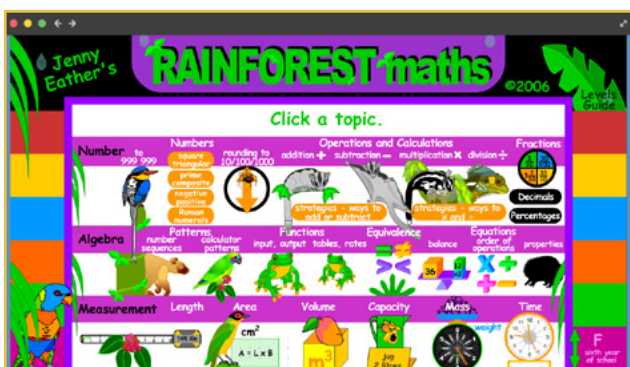 Jenny
Eather's
RAINFOREST maths
©2006
Levels
Guide
Click a topic.
Number to
999 999
Numbers
square
triangular
prime
composite
negative
positive
Roman
numerals
rounding to
10/100/1000
Operations and Calculations
addition + subtraction − multiplication × division ÷
strategies - ways to
add or subtract
strategies - ways to
x and ÷
Fractions
Decimals
Percentages
Algebra
Patterns
number
sequences
calculator
patterns
Functions
input, output tables, rates
Equivalence
balance
36
Equations
order of
operations
properties
Measurement
Length
Area
Volume
Capacity
Mass
Time
cm²
A = L x B
m³
jug
2 litres
weight
F
sixth year
of school